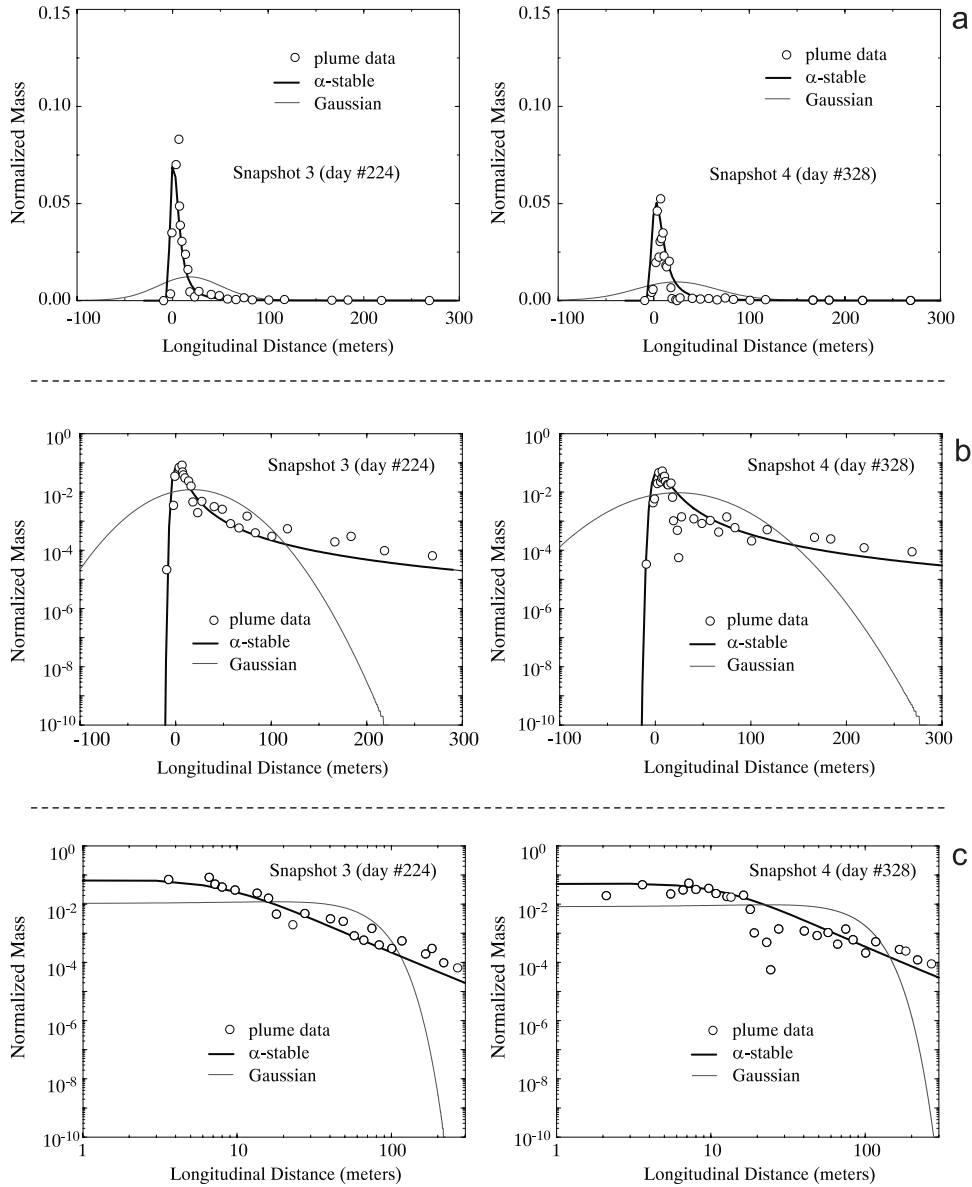 a
0.15
0.10
0.05
0.00
Normalized Mass
plume data
α-stable
Gaussian
Snapshot 3 (day #224)
-100
0
100
200
300
Longitudinal Distance (meters)
0.15
0.10
0.05
0.00
Normalized Mass
plume data
α-stable
Gaussian
Snapshot 4 (day #328)
-100
0
100
200
300
Longitudinal Distance (meters)
b
10^0
10^-2
10^-4
10^-6
10^-8
10^-10
Normalized Mass
Snapshot 3 (day #224)
plume data
α-stable
Gaussian
-100
0
100
200
300
Longitudinal Distance (meters)
10^0
10^-2
10^-4
10^-6
10^-8
10^-10
Normalized Mass
Snapshot 4 (day #328)
plume data
α-stable
Gaussian
-100
0
100
200
300
Longitudinal Distance (meters)
c
10^0
10^-2
10^-4
10^-6
10^-8
10^-10
Normalized Mass
Snapshot 3 (day #224)
plume data
α-stable
Gaussian
1
10
100
Longitudinal Distance (meters)
10^0
10^-2
10^-4
10^-6
10^-8
10^-10
Normalized Mass
Snapshot 4 (day #328)
plume data
α-stable
Gaussian
1
10
100
Longitudinal Distance (meters)